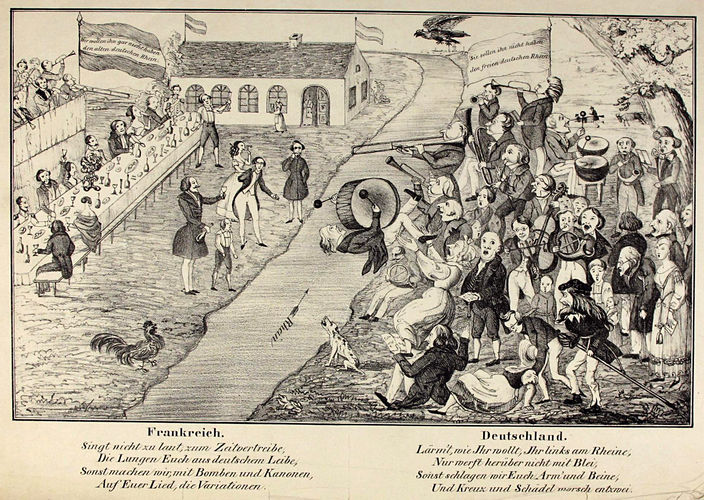 Wir wollen ihn gar nicht haben
den alten deutschen Rhein.
Sie sollen ihn nicht haben
den freien deutschen Rhein.
Rhein
Frankreich.
Singt nicht zu laut, zum Zeitvertreibe,
Die Lungen Euch aus deutschem Leibe,
Sonst machen wir, mit Bomben und Kanonen,
Auf Euer Lied, die Variationen.
Deutschland.
Lärmt, wie Ihr wollt, Ihr links am Rheine,
Nur werft herüber nicht mit Blei,
Sonst schlagen wir Euch Arm' und Beine,
Und Kreux und Schädel morsch entzwei.